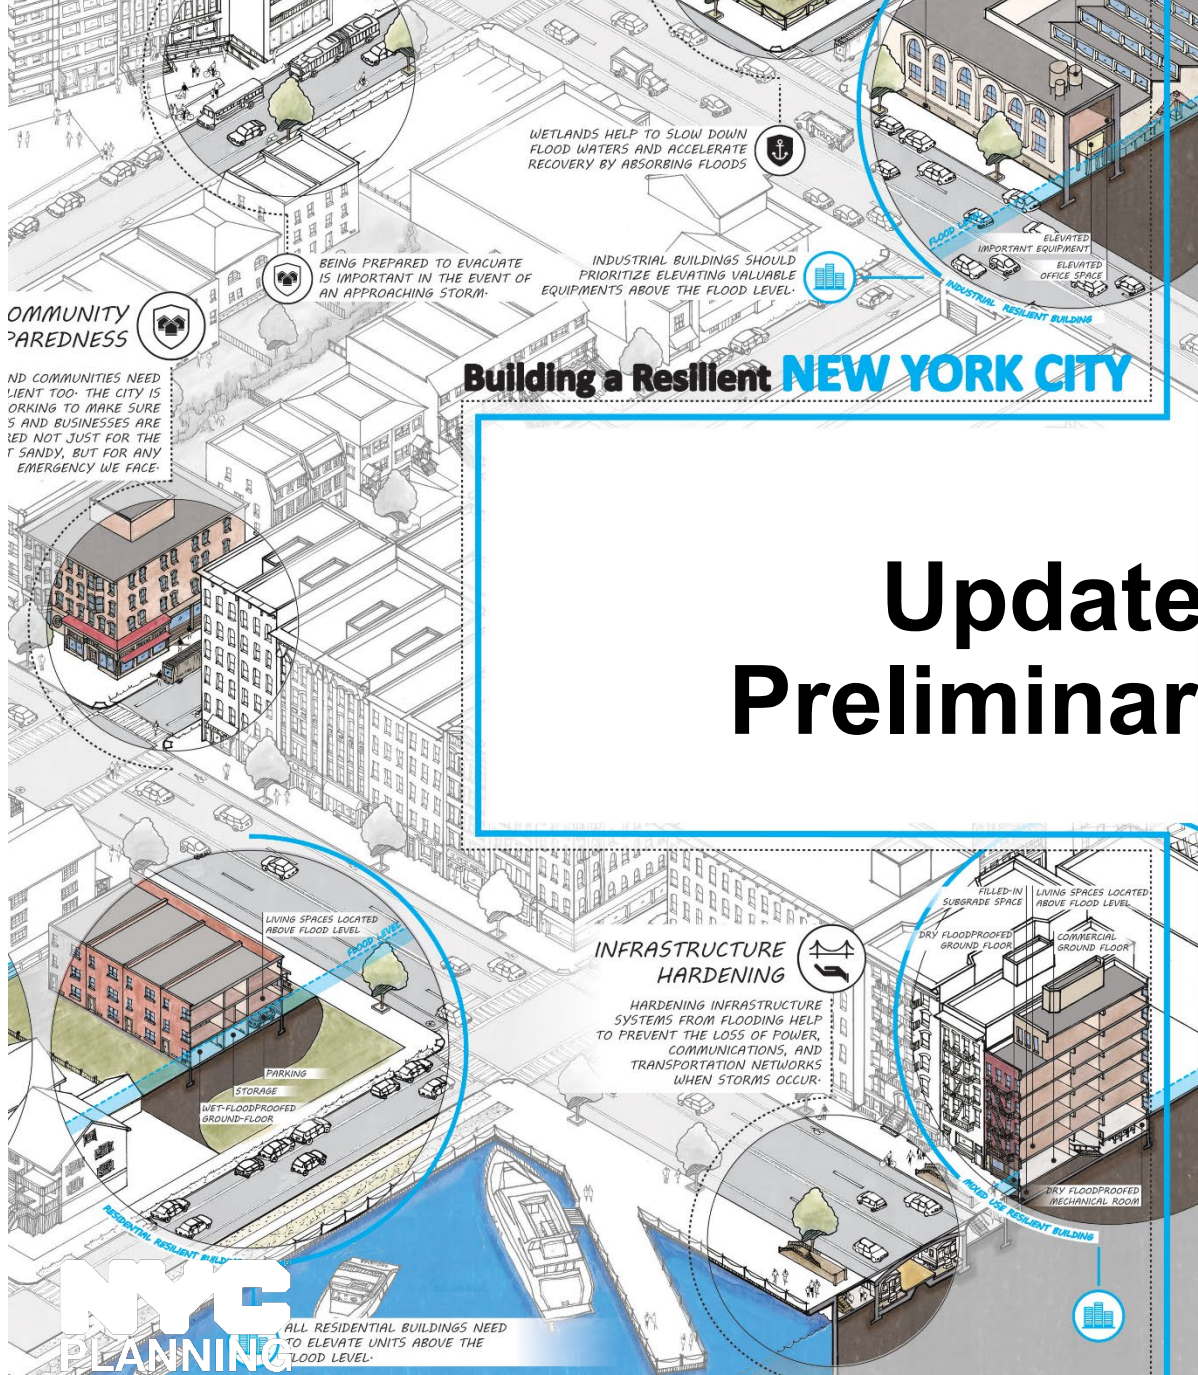 WETLANDS HELP TO SLOW DOWN
FLOOD WATERS AND ACCELERATE
RECOVERY BY ABSORBING FLOODS
BEING PREPARED TO EVACUATE
IS IMPORTANT IN THE EVENT OF
AN APPROACHING STORM.
INDUSTRIAL BUILDINGS SHOULD
PRIORITIZE ELEVATING VALUABLE
EQUIPMENTS ABOVE THE FLOOD LEVEL.
FLOOD LEVEL
ELEVATED
IMPORTANT EQUIPMENT
ELEVATED
OFFICE SPACE
INDUSTRIAL RESILIENT BUILDING
OMMUNITY
PAREDNESS
ND COMMUNITIES NEED
LIENT TOO. THE CITY IS
ORKING TO MAKE SURE
S AND BUSINESSES ARE
RED NOT JUST FOR THE
T SANDY, BUT FOR ANY
EMERGENCY WE FACE.
Building a Resilient NEW YORK CITY
Update
Preliminar
LIVING SPACES LOCATED
ABOVE FLOOD LEVEL
FLOOD LEVEL
PARKING
STORAGE
WET-FLOODPROOFED
GROUND-FLOOR
RESIDENTIAL RESILIENT BUILD
INFRASTRUCTURE
HARDENING
HARDENING INFRASTRUCTURE
SYSTEMS FROM FLOODING HELP
TO PREVENT THE LOSS OF POWER,
COMMUNICATIONS, AND
TRANSPORTATION NETWORKS
WHEN STORMS OCCUR.
FILLED-IN
SUBGRADE SPACE
LIVING SPACES LOCATED
ABOVE FLOOD LEVEL
DRY FLOODPROOFED
GROUND FLOOR
COMMERCIAL
GROUND FLOOR
DRY FLOODPROOFED
MECHANICAL ROOM
MIXED USE RESILIENT BUILDING
ALL RESIDENTIAL BUILDINGS NEED
TO ELEVATE UNITS ABOVE THE
FLOOD LEVEL.
NYC
PLANNING